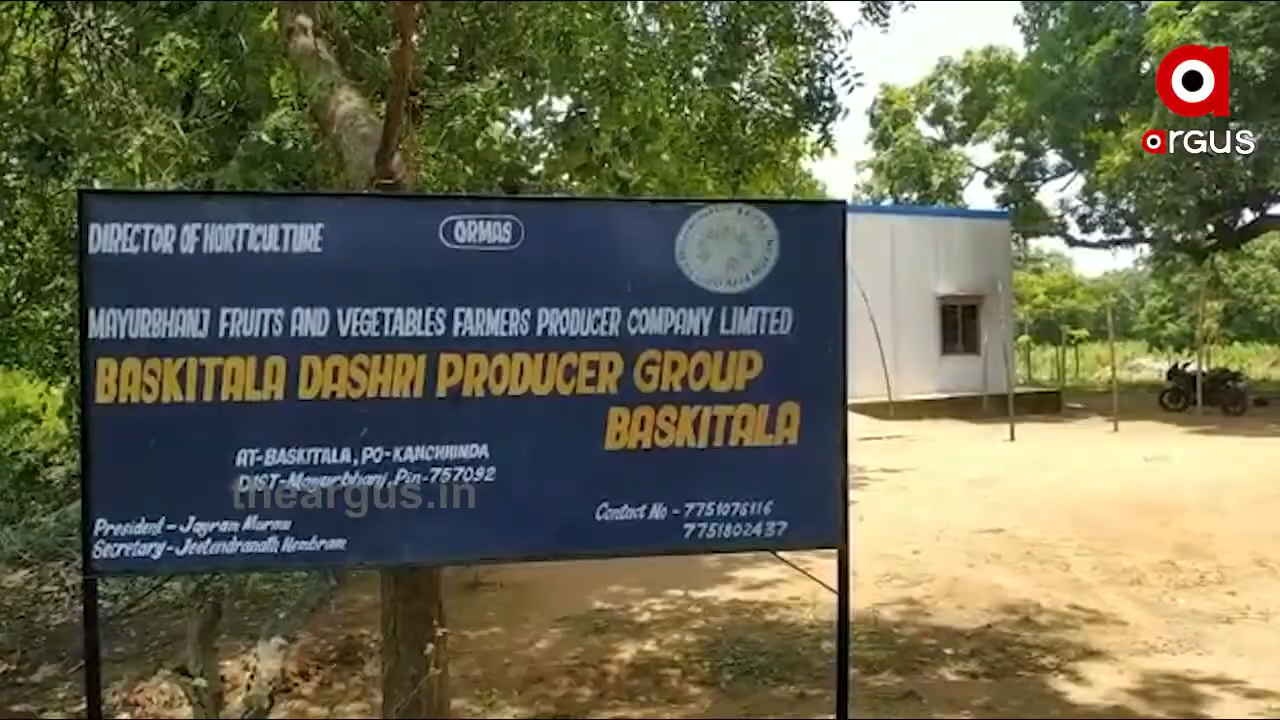 argus
DIRECTOR OF HORTICULTURE
ORMAS
MAYURBHANJ FRUITS AND VEGETABLES FARMERS PRODUCER COMPANY LIMITED
BASKITALA DASHRI PRODUCER GROUP
BASKITALA
AT-BASKITALA, PO-KANCHHINDA
DIST-Mayurbhanj, Pin-757092
theargus.in
President - Jayram Murmu
Secretary - Jeetendranath Hembram
Contact No - 7751076116
7751802437